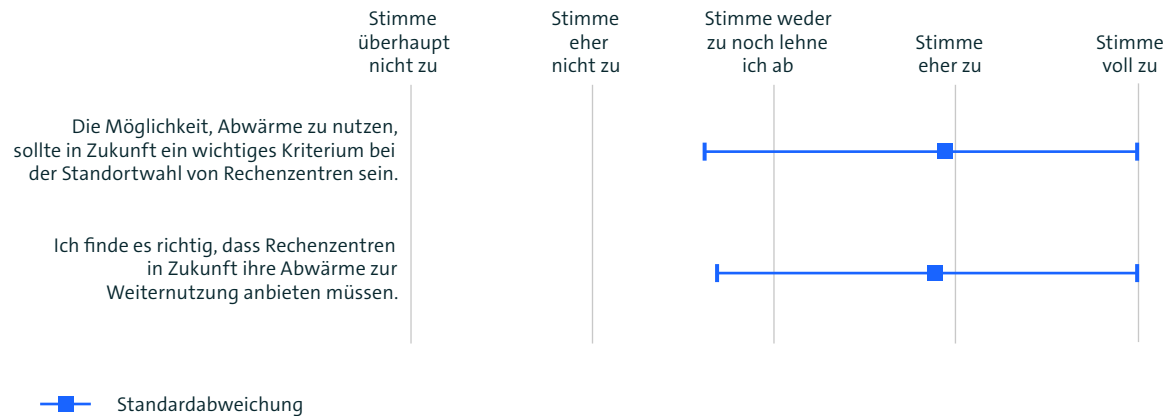 Stimme
überhaupt
nicht zu
Stimme
eher
nicht zu
Stimme weder
zu noch lehne
ich ab
Stimme
eher zu
Stimme
voll zu
Die Möglichkeit, Abwärme zu nutzen,
sollte in Zukunft ein wichtiges Kriterium bei
der Standortwahl von Rechenzentren sein.
Ich finde es richtig, dass Rechenzentren
in Zukunft ihre Abwärme zur
Weiternutzung anbieten müssen.
Standardabweichung